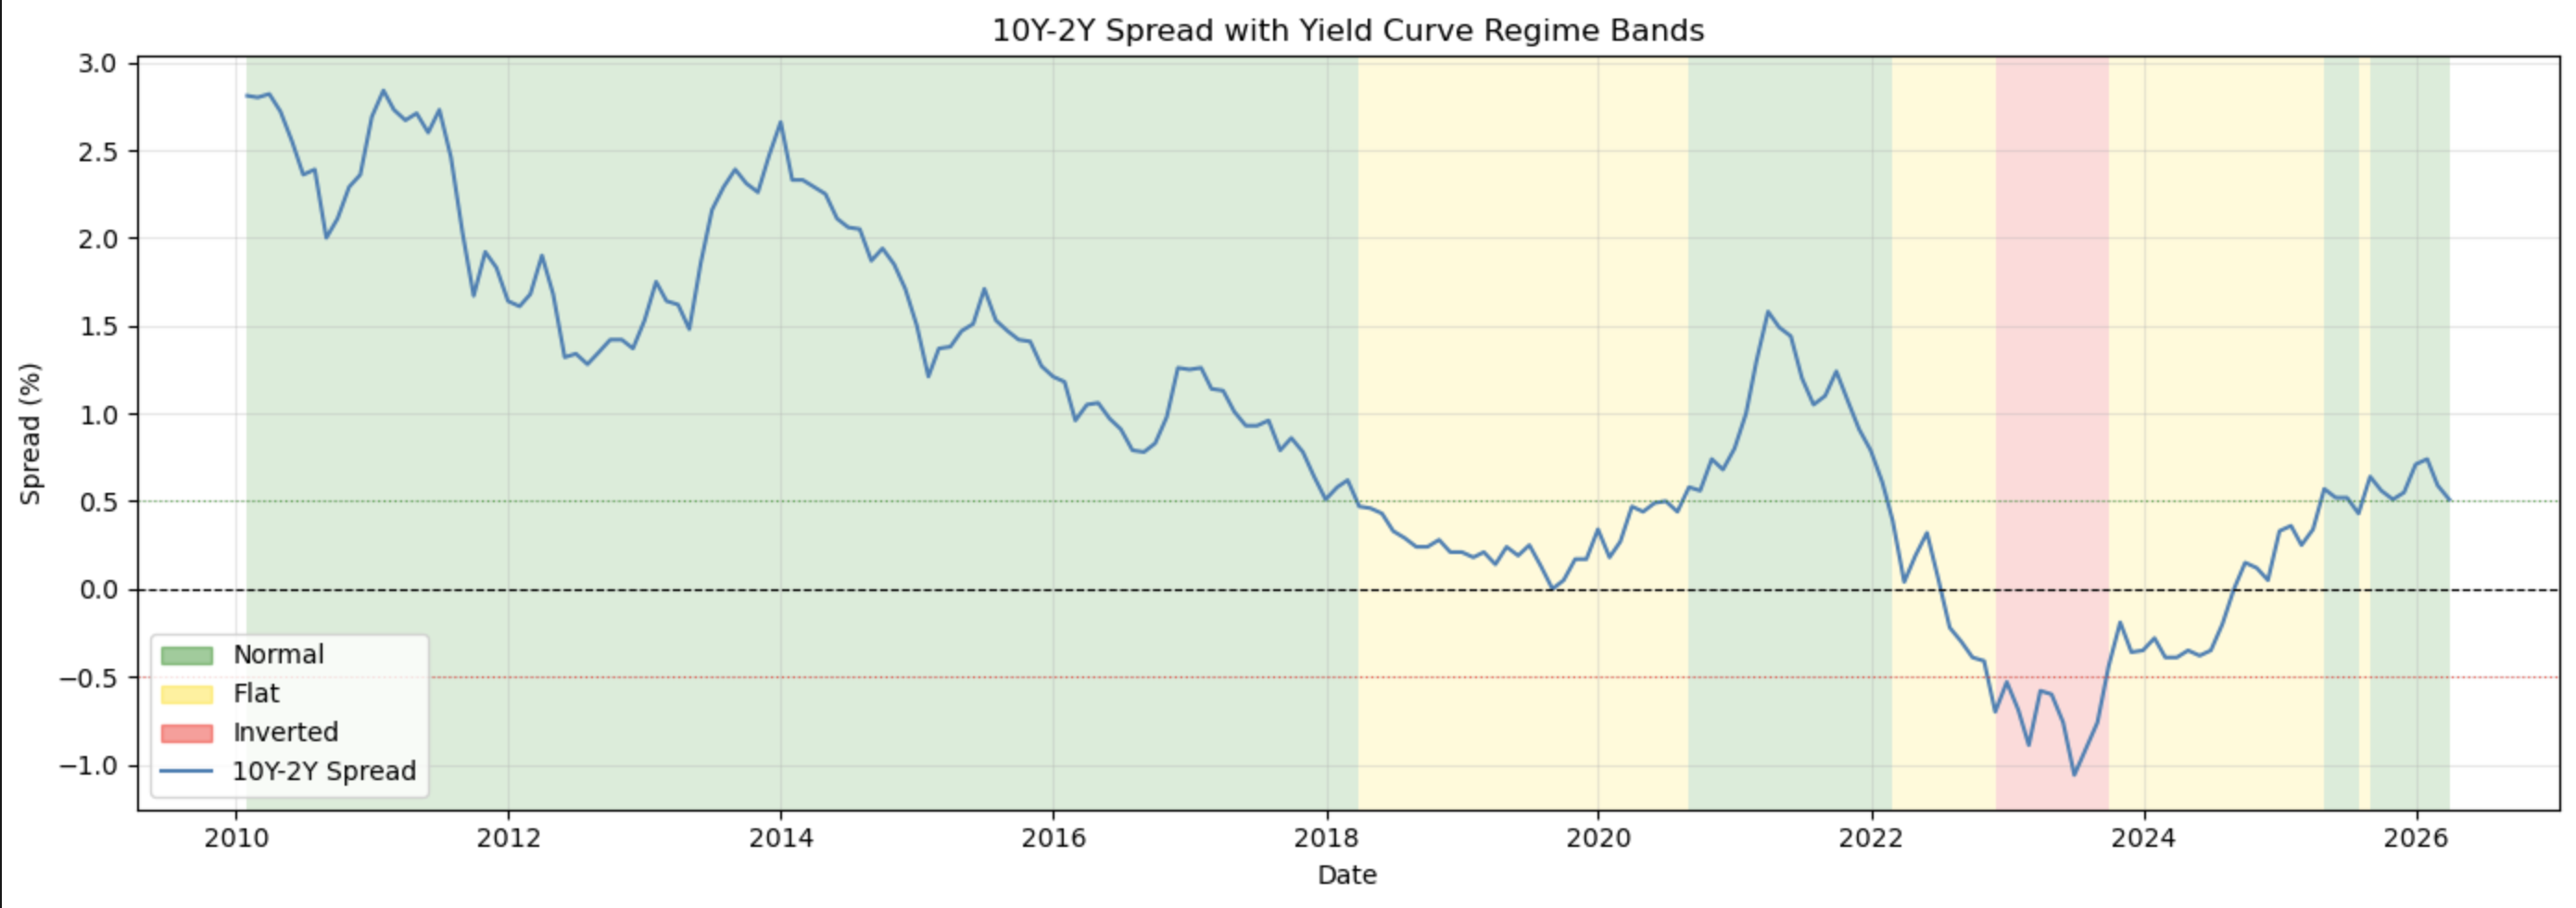 10Y-2Y Spread with Yield Curve Regime Bands
3.0
2.5
2.0
1.5
1.0
0.5
0.0
−0.5
−1.0
Spread (%)
Normal
Flat
Inverted
10Y-2Y Spread
2010 2012 2014 2016 2018 2020 2022 2024 2026
Date